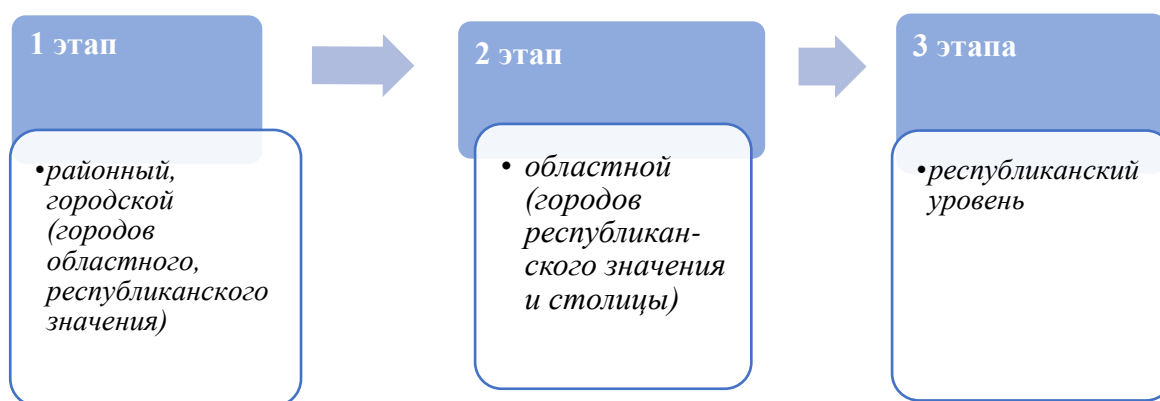 1 этап
•районный,
городской
(городов
областного,
республиканского
значения)
2 этап
• областной
(городов
республикан-
ского значения
и столицы)
3 этапа
•республиканский
уровень